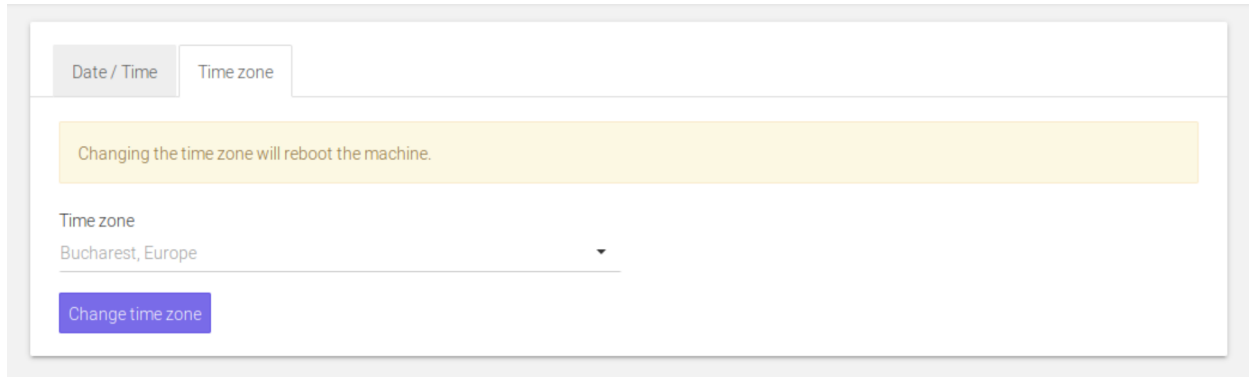 Date / Time
Time zone
Changing the time zone will reboot the machine.
Time zone
Bucharest, Europe
Change time zone